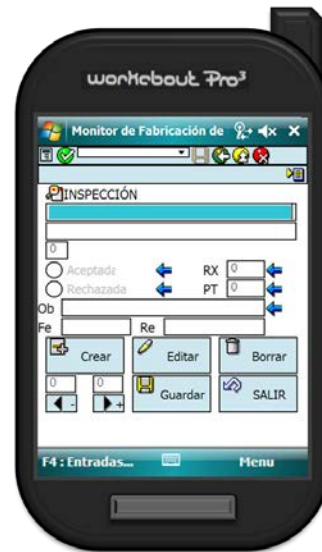 workabout Pro³
Monitor de Fabricación de
INSPECCIÓN
0
Aceptada RX 0
Rechazada PT 0
Ob
Fe Re
Crear Editar Borrar
0 0 Guardar SALIR
- +
F4 : Entradas... Menu